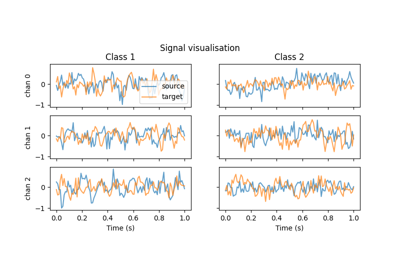 Signal visualisation
Class 1
Class 2
chan 0
0
−1
source
target
chan 1
0
−1
chan 2
0
−1
0.0 0.2 0.4 0.6 0.8 1.0
0.0 0.2 0.4 0.6 0.8 1.0
Time (s)
Time (s)